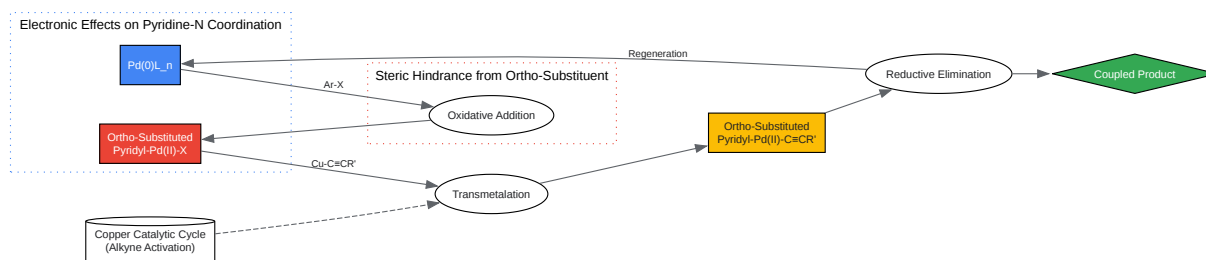 Electronic Effects on Pyridine-N Coordination
Pd(0)L_n
Regeneration
Steric Hindrance from Ortho-Substituent
Ar-X
Oxidative Addition
Reductive Elimination
Coupled Product
Ortho-Substituted
Pyridyl-Pd(II)-X
Cu-C≡CR'
Ortho-Substituted
Pyridyl-Pd(II)-C≡CR'
Transmetalation
Copper Catalytic Cycle
(Alkyne Activation)